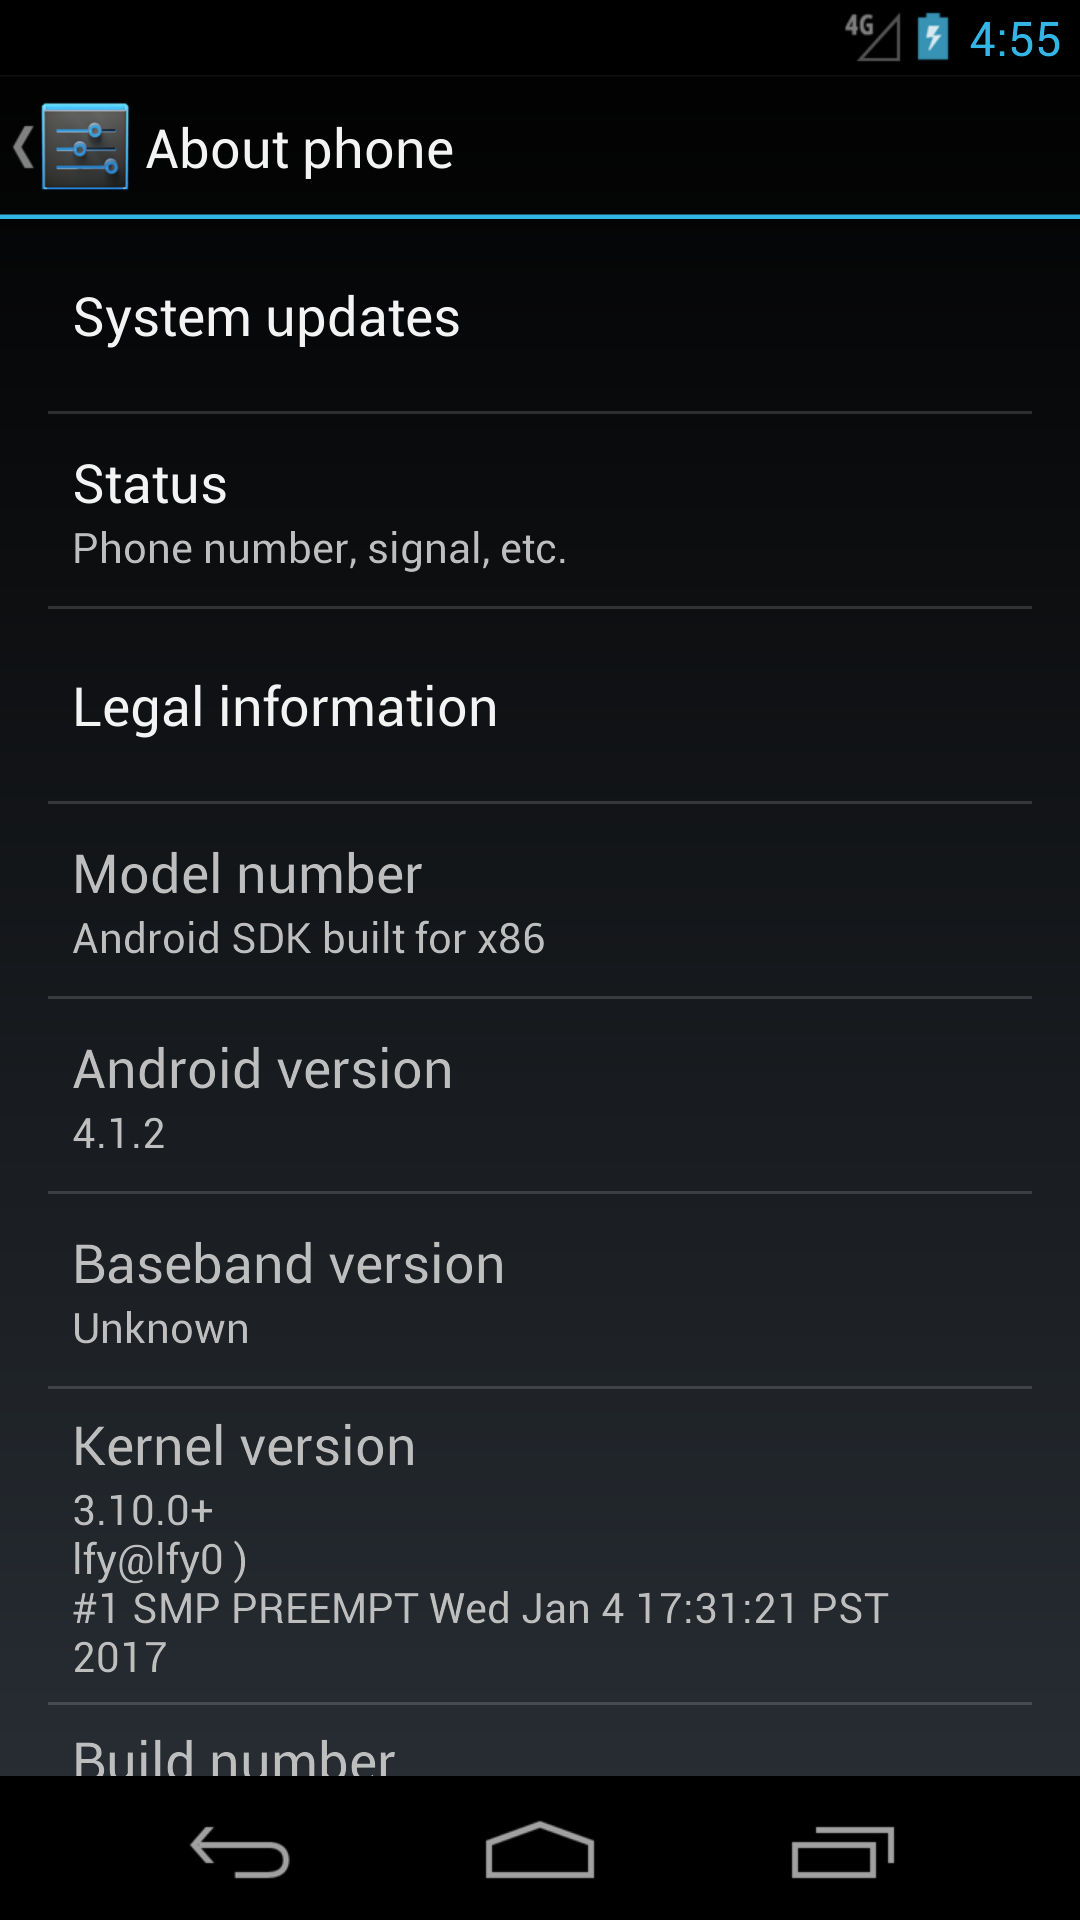 4G 4:55
About phone
System updates
Status
Phone number, signal, etc.
Legal information
Model number
Android SDK built for x86
Android version
4.1.2
Baseband version
Unknown
Kernel version
3.10.0+
lfy@lfy0 )
#1 SMP PREEMPT Wed Jan 4 17:31:21 PST
2017
Build number